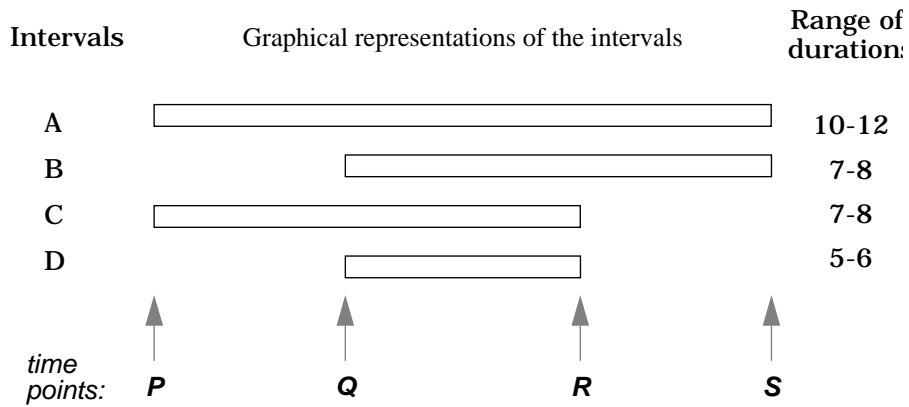 Intervals Graphical representations of the intervals Range of
durations
A 10-12
B 7-8
C 7-8
D 5-6
time
points: P Q R S